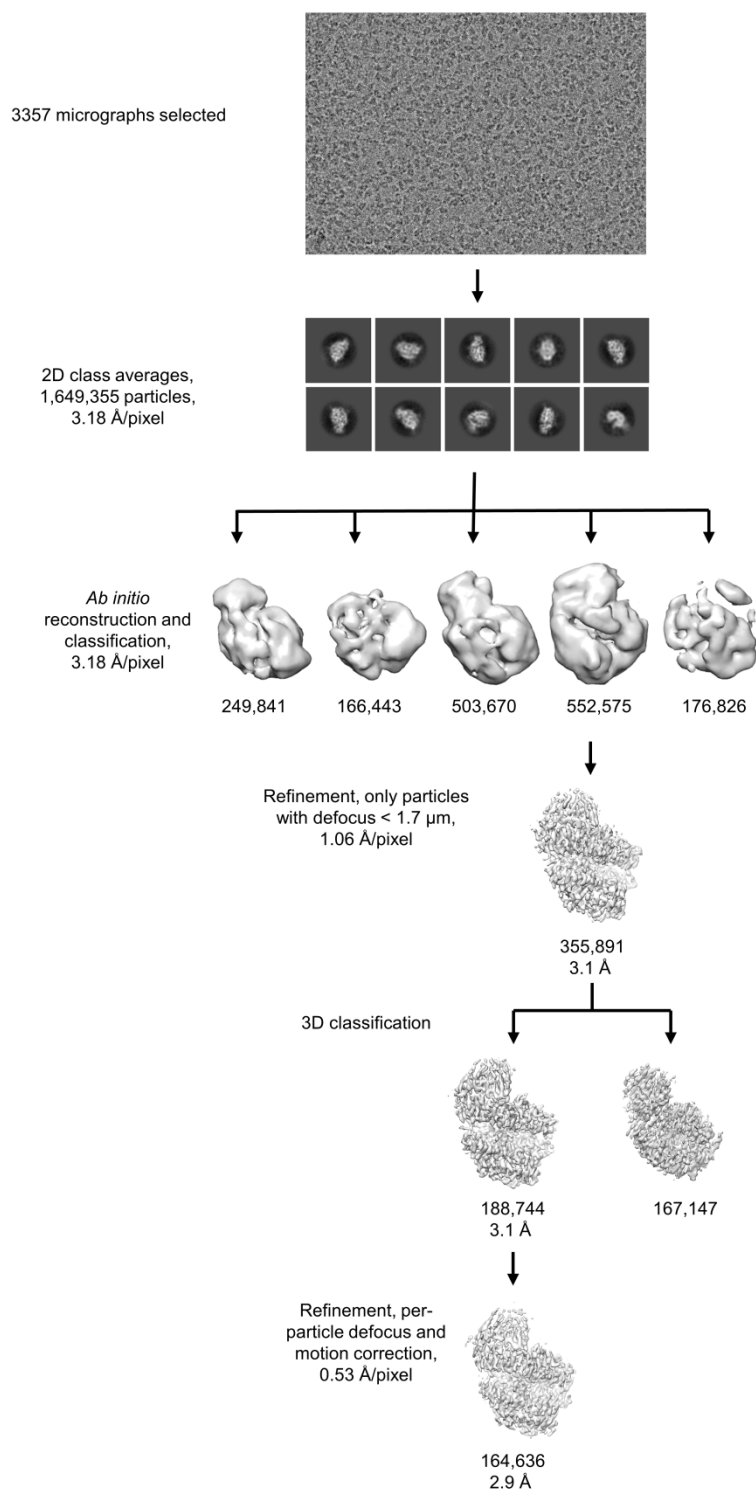 3357 micrographs selected
2D class averages,
1,649,355 particles,
3.18 Å/pixel
Ab initio
reconstruction and
classification,
3.18 Å/pixel
249,841
166,443
503,670
552,575
176,826
Refinement, only particles
with defocus < 1.7 μm,
1.06 Å/pixel
355,891
3.1 Å
3D classification
188,744
3.1 Å
167,147
Refinement, per-
particle defocus and
motion correction,
0.53 Å/pixel
164,636
2.9 Å